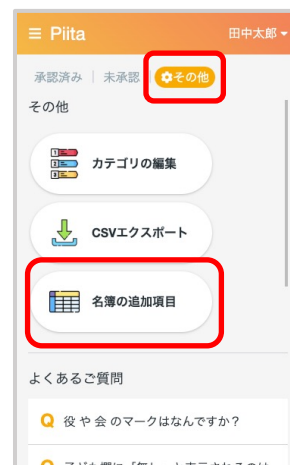 Piita 田中太郎
承認済み 未承認 その他
その他
カテゴリの編集
CSVエクスポート
名簿の追加項目
よくあるご質問
Q 役 や 会 のマークはなんですか?